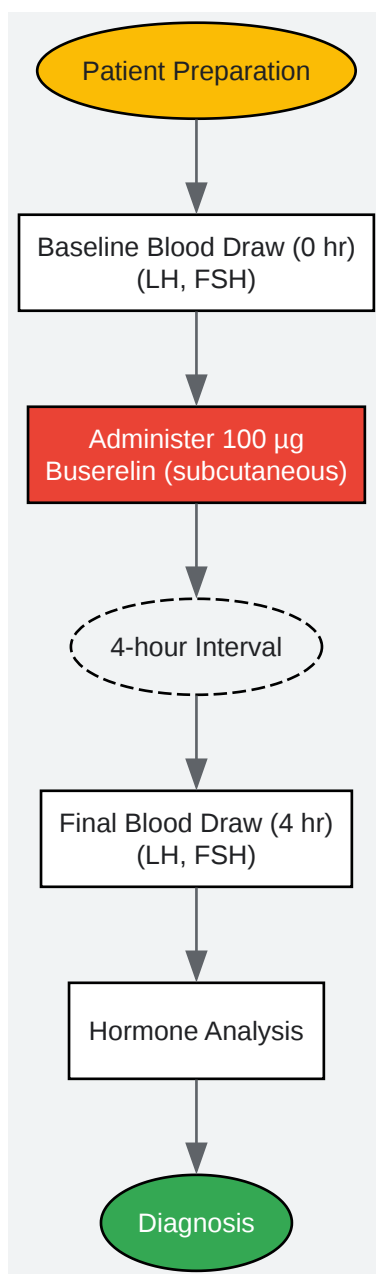 Patient Preparation
Baseline Blood Draw (0 hr)
(LH, FSH)
Administer 100 µg
Buserelin (subcutaneous)
4-hour Interval
Final Blood Draw (4 hr)
(LH, FSH)
Hormone Analysis
Diagnosis